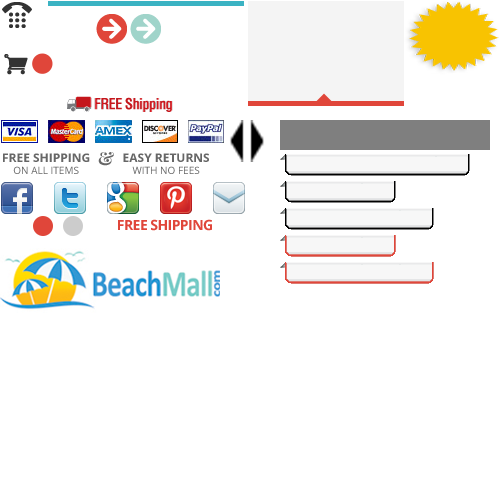 FREE Shipping
VISA MasterCard AMEX DISCOVER PayPal
FREE SHIPPING & EASY RETURNS
ON ALL ITEMS WITH NO FEES
f t g P
FREE SHIPPING
BeachMall.com